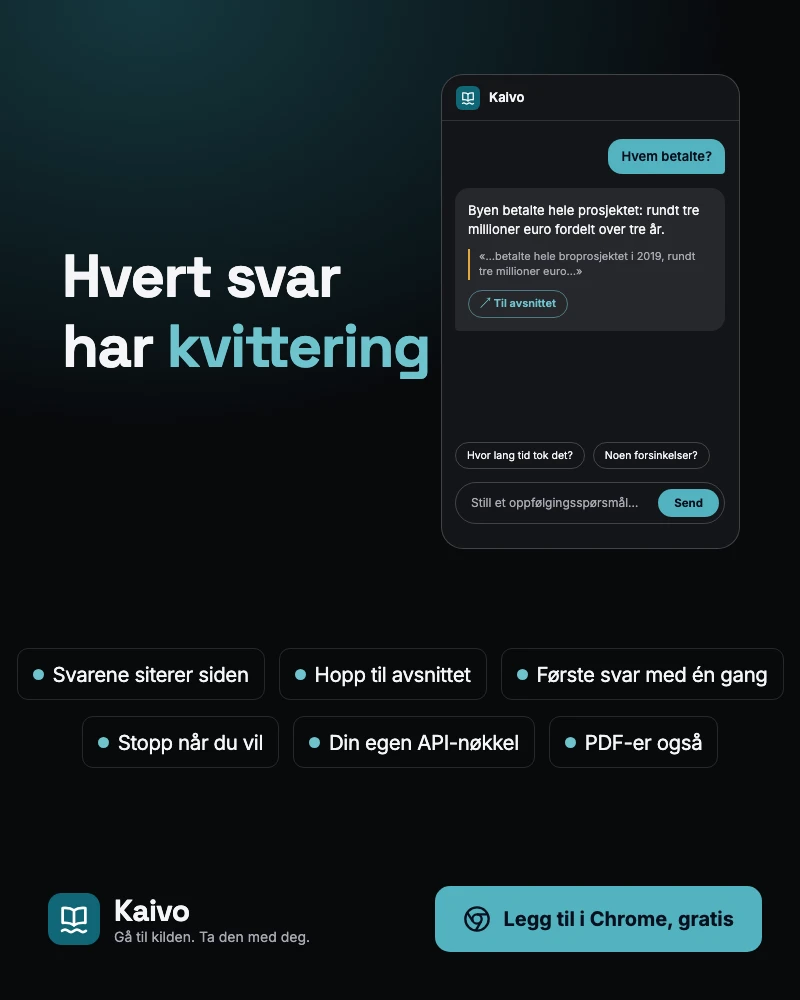 Kaivo
Hvem betalte?
Byen betalte hele prosjektet: rundt tre
millioner euro fordelt over tre år.
«...betalte hele broprosjektet i 2019, rundt
tre millioner euro...»
↗ Til avsnittet
Hvert svar
har kvittering
Hvor lang tid tok det?
Noen forsinkelser?
Still et oppfølgingsspørsmål...
Send
Svarene siterer siden
Hopp til avsnittet
Første svar med én gang
Stopp når du vil
Din egen API-nøkkel
PDF-er også
Kaivo
Gå til kilden. Ta den med deg.
Legg til i Chrome, gratis